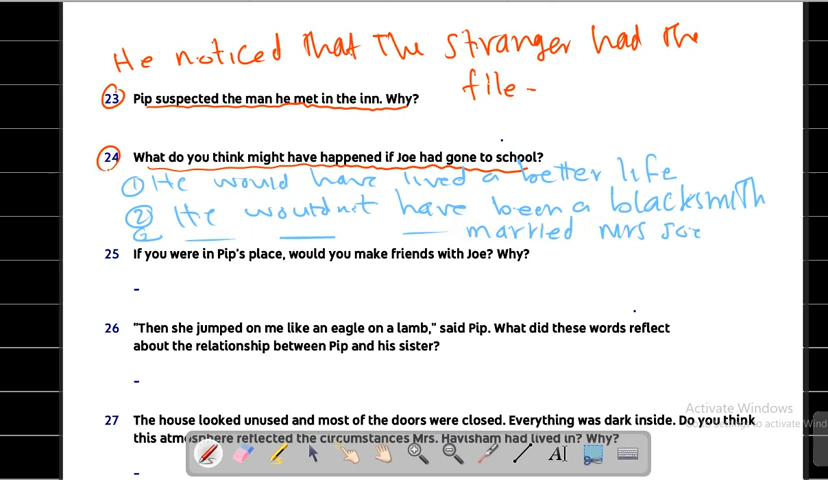 He noticed that The stranger had the
file -
23 Pip suspected the man he met in the inn. Why?
24 What do you think might have happened if Joe had gone to school?
① He would have lived a better life
② He wouldn't have been a blacksmith
married Mrs Joe
25 If you were in Pip's place, would you make friends with Joe? Why?
-
26 "Then she jumped on me like an eagle on a lamb," said Pip. What did these words reflect
about the relationship between Pip and his sister?
-
Activate Windows
27 The house looked unused and most of the doors were closed. Everything was dark inside. Do you think
this atmosphere reflected the circumstances Mrs. Havisham had lived in? Why?
-